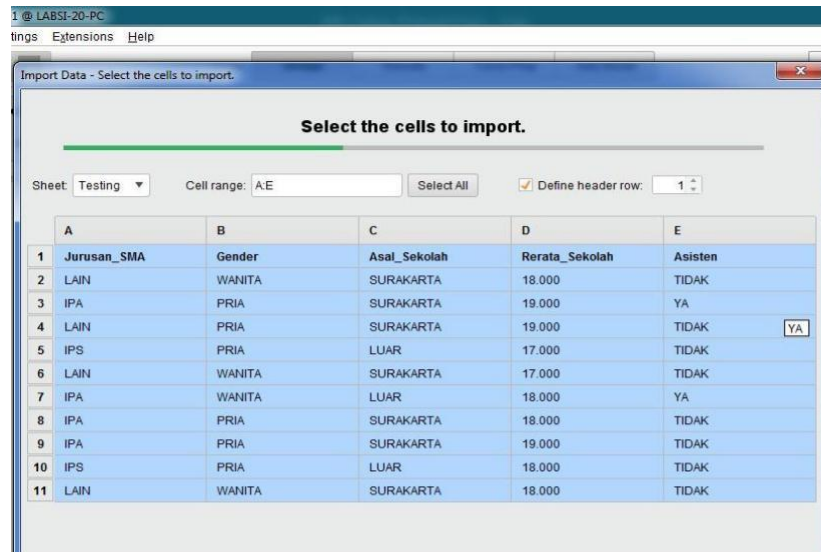 1 @ LABSI-20-PC
tings Extensions Help
Import Data - Select the cells to import.
Select the cells to import.
Sheet: Testing Cell range: A:E Select All Define header row: 1
A B C D E
1 Jurusan_SMA Gender Asal_Sekolah Rerata_Sekolah Asisten
2 LAIN WANITA SURAKARTA 18.000 TIDAK
3 IPA PRIA SURAKARTA 19.000 YA
4 LAIN PRIA SURAKARTA 19.000 TIDAK YA
5 IPS PRIA LUAR 17.000 TIDAK
6 LAIN WANITA SURAKARTA 17.000 TIDAK
7 IPA WANITA LUAR 18.000 YA
8 IPA PRIA SURAKARTA 18.000 TIDAK
9 IPA PRIA SURAKARTA 19.000 TIDAK
10 IPS PRIA LUAR 18.000 TIDAK
11 LAIN WANITA SURAKARTA 18.000 TIDAK